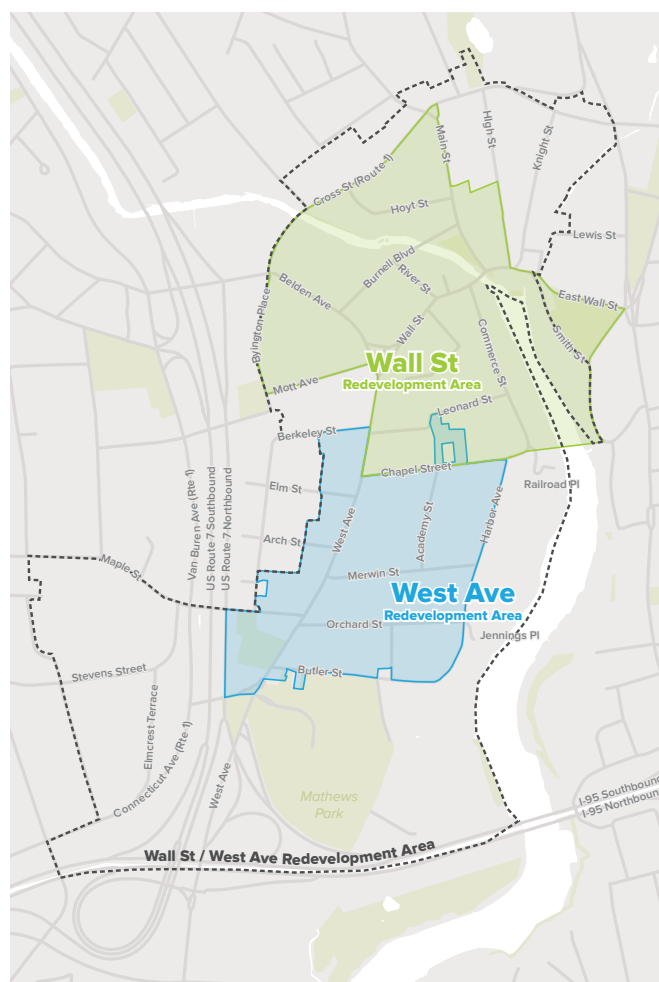 Main St
High St
Knight St
Cross St (Route 1)
Hoyt St
Lewis St
Burnell Blvd
River St
Belden Ave
East Wall St
Byington Place
Wall St
Commerce St
Smith St
Wall St
Redevelopment Area
Mott Ave
Leonard St
Berkeley St
Chapel Street
Railroad Pl
Elm St
West Ave
Academy St
Harbor Ave
Van Buren Ave (Rte 1)
US Route 7 Southbound
US Route 7 Northbound
Arch St
Maple St
Merwin St
West Ave
Redevelopment Area
Orchard St
Jennings Pl
Stevens Street
Butler St
Elmcrest Terrace
Connecticut Ave (Rte 1)
West Ave
Mathews
Park
I-95 Southbound
I-95 Northbound
Wall St / West Ave Redevelopment Area